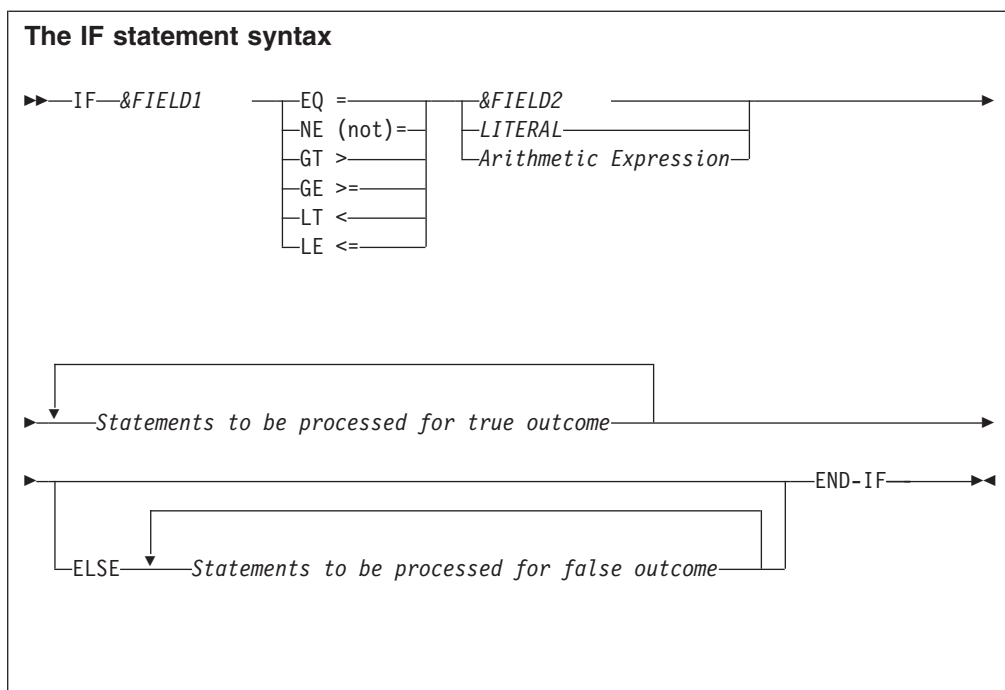 The IF statement syntax
IF &FIELD1 EQ = &FIELD2
NE (not)= LITERAL
GT > Arithmetic Expression
GE >=
LT <
LE <=
Statements to be processed for true outcome
END-IF
ELSE Statements to be processed for false outcome